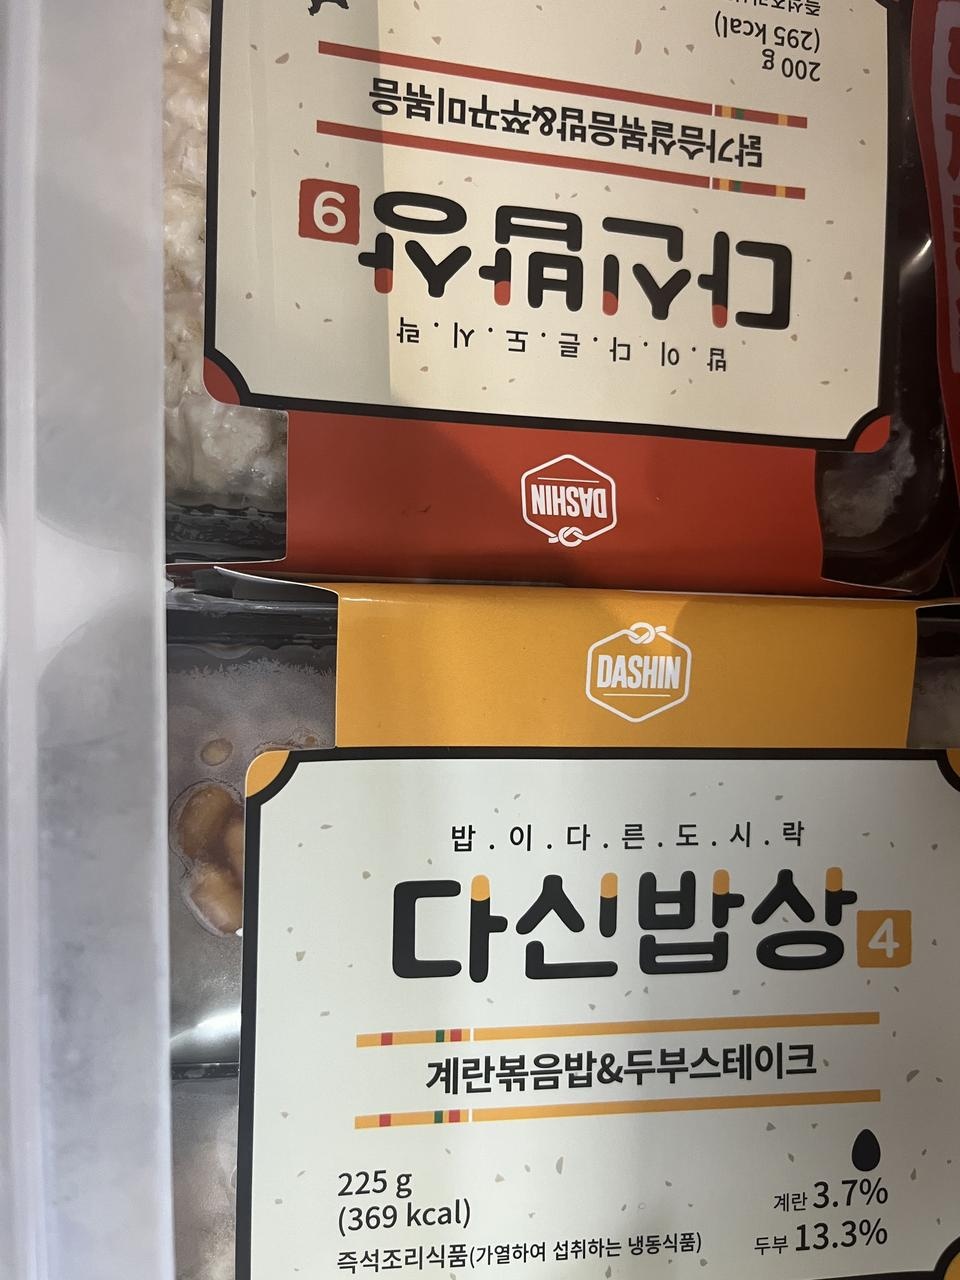 밥.이.다.른.도.시.락
다신밥상
닭가슴살볶음밥&쭈꾸미볶음
200 g
(295 kcal)
DASHIN
DASHIN
밥.이.다.른.도.시.락
다신밥상 4
계란볶음밥&두부스테이크
225 g
(369 kcal)
즉석조리식품(가열하여 섭취하는 냉동식품)
계란 3.7%
두부 13.3%